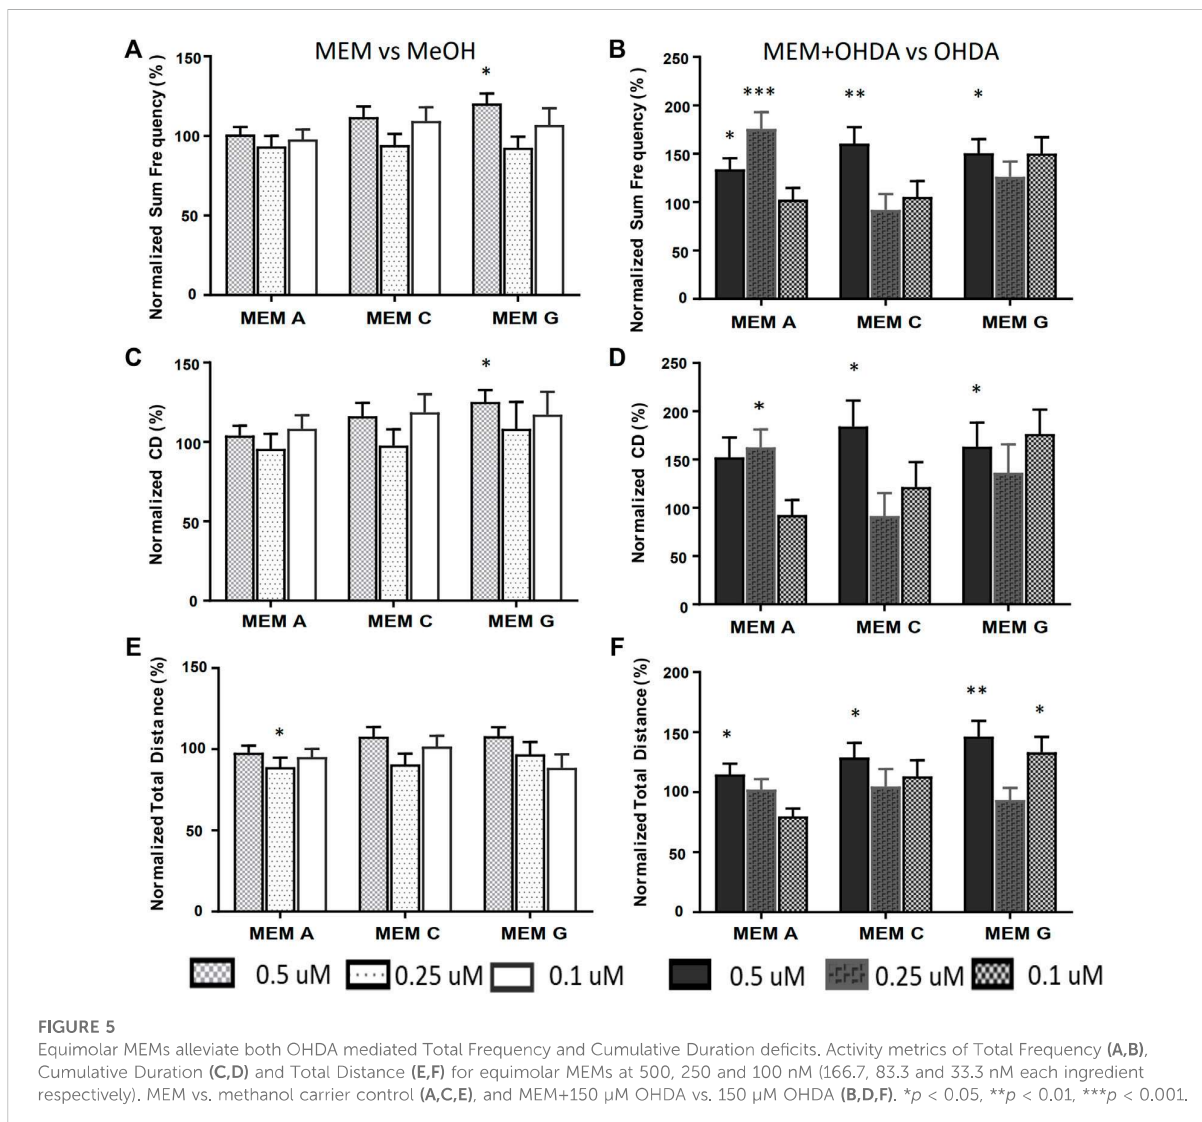 A
MEM vs MeOH
Normalized Sum Frequency (%)
200
150
100
50
0
*
MEM A MEM C MEM G
B
MEM+OHDA vs OHDA
Normalized Sum Frequency (%)
250
200
150
100
50
0
* *** ** *
MEM A MEM C MEM G
C
Normalized CD (%)
150
100
50
0
*
MEM A MEM C MEM G
D
Normalized CD (%)
250
200
150
100
50
0
* * *
MEM A MEM C MEM G
E
Normalized Total Distance (%)
150
100
50
0
*
MEM A MEM C MEM G
F
Normalized Total Distance (%)
200
150
100
50
0
* * ** *
MEM A MEM C MEM G
0.5 uM 0.25 uM 0.1 uM
0.5 uM 0.25 uM 0.1 uM
FIGURE 5
Equimolar MEMs alleviate both OHDA mediated Total Frequency and Cumulative Duration deficits. Activity metrics of Total Frequency (A,B),
Cumulative Duration (C,D) and Total Distance (E,F) for equimolar MEMs at 500, 250 and 100 nM (166.7, 83.3 and 33.3 nM each ingredient
respectively). MEM vs. methanol carrier control (A,C,E), and MEM+150 μM OHDA vs. 150 μM OHDA (B,D,F). *p < 0.05, **p < 0.01, ***p < 0.001.